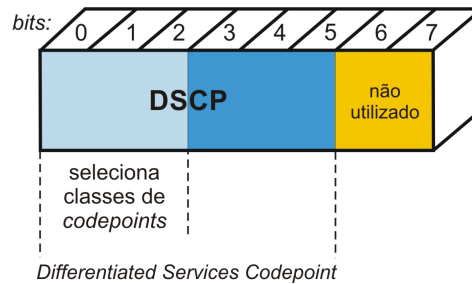 bits: 0 1 2 3 4 5 6 7
DSCP
não
utilizado
seleciona
classes de
codepoints
Differentiated Services Codepoint